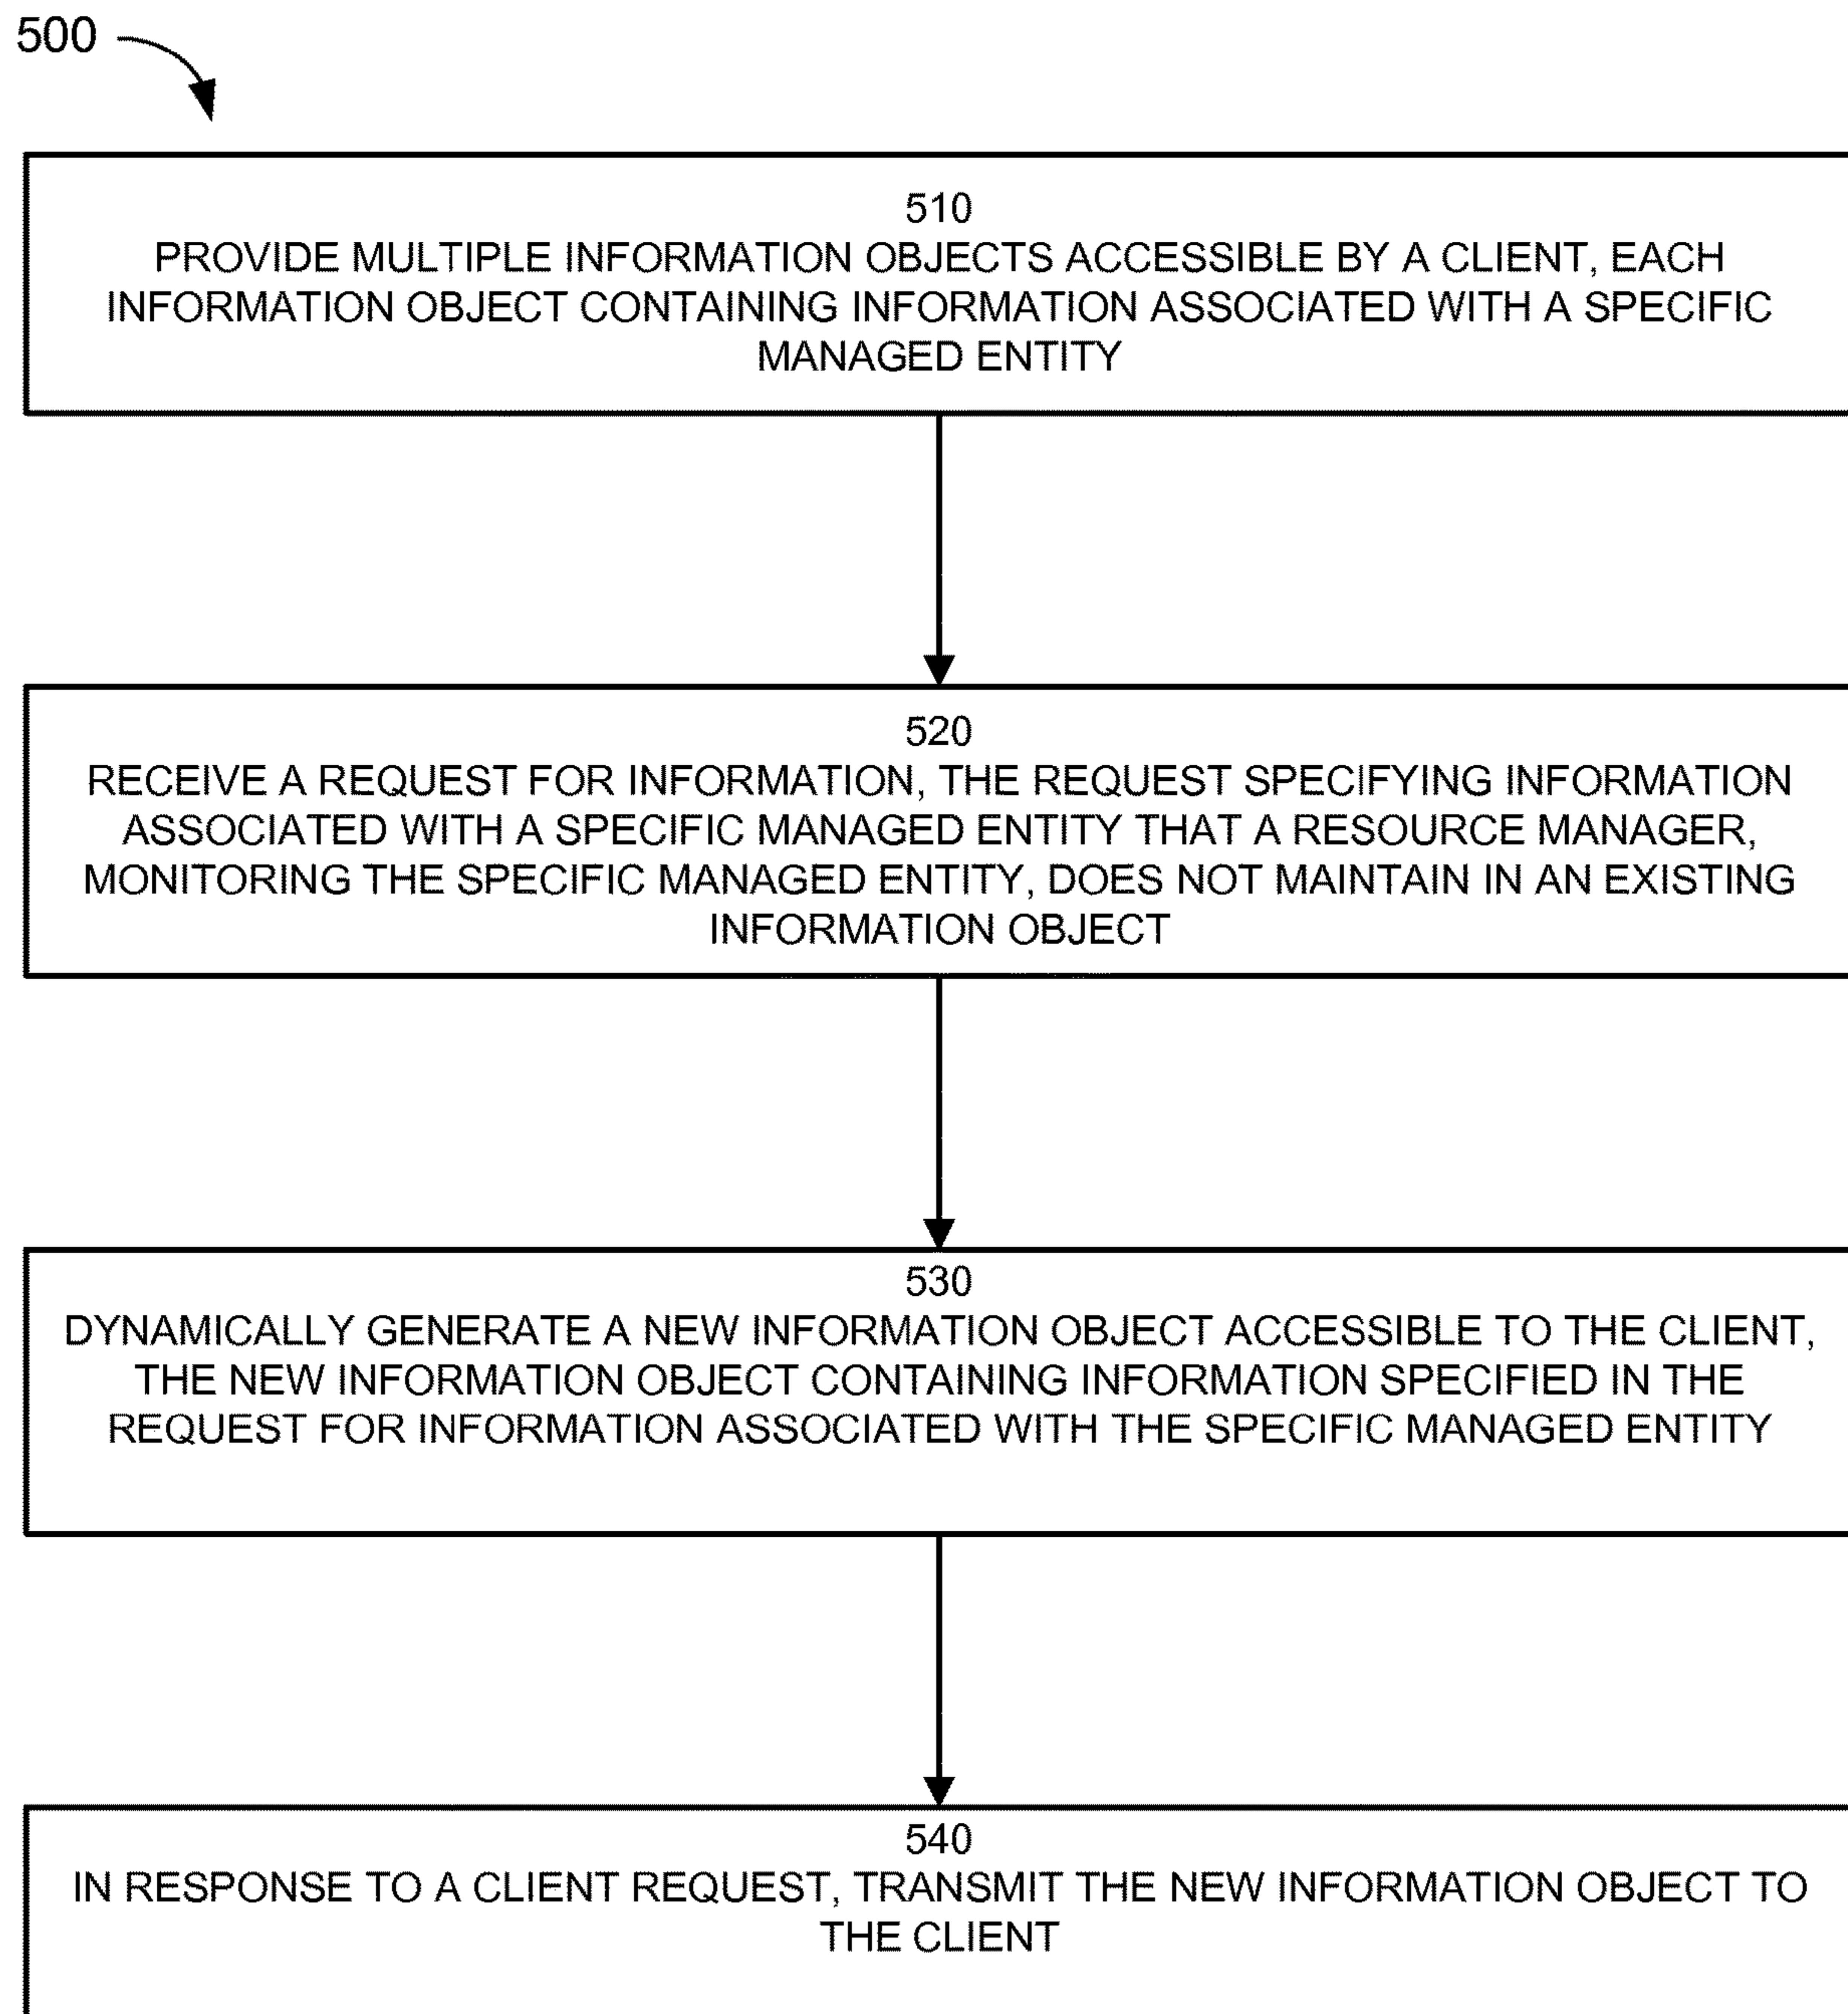 500
510
PROVIDE MULTIPLE INFORMATION OBJECTS ACCESSIBLE BY A CLIENT, EACH
INFORMATION OBJECT CONTAINING INFORMATION ASSOCIATED WITH A SPECIFIC
MANAGED ENTITY
520
RECEIVE A REQUEST FOR INFORMATION, THE REQUEST SPECIFYING INFORMATION
ASSOCIATED WITH A SPECIFIC MANAGED ENTITY THAT A RESOURCE MANAGER,
MONITORING THE SPECIFIC MANAGED ENTITY, DOES NOT MAINTAIN IN AN EXISTING
INFORMATION OBJECT
530
DYNAMICALLY GENERATE A NEW INFORMATION OBJECT ACCESSIBLE TO THE CLIENT,
THE NEW INFORMATION OBJECT CONTAINING INFORMATION SPECIFIED IN THE
REQUEST FOR INFORMATION ASSOCIATED WITH THE SPECIFIC MANAGED ENTITY
540
IN RESPONSE TO A CLIENT REQUEST, TRANSMIT THE NEW INFORMATION OBJECT TO
THE CLIENT